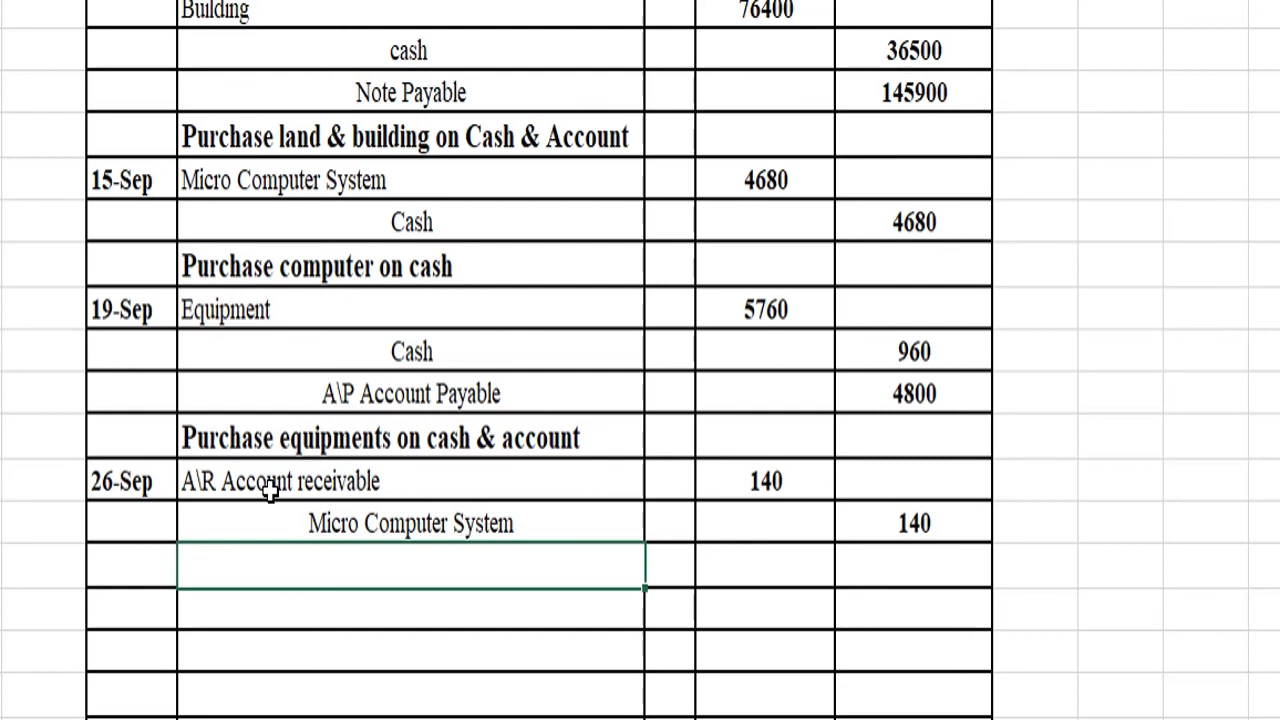 Building 76400
cash 36500
Note Payable 145900
Purchase land & building on Cash & Account
15-Sep Micro Computer System 4680
Cash 4680
Purchase computer on cash
19-Sep Equipment 5760
Cash 960
A\P Account Payable 4800
Purchase equipments on cash & account
26-Sep A\R Account receivable 140
Micro Computer System 140